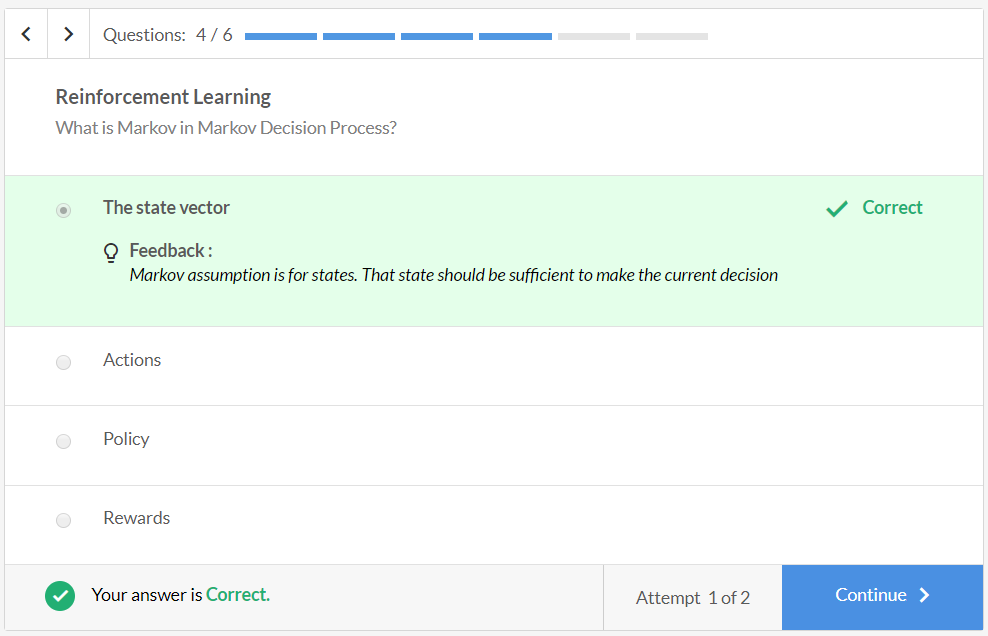 Questions: 4 / 6
Reinforcement Learning
What is Markov in Markov Decision Process?
The state vector
Correct
Feedback :
Markov assumption is for states. That state should be sufficient to make the current decision
Actions
Policy
Rewards
Your answer is Correct.
Attempt 1 of 2
Continue